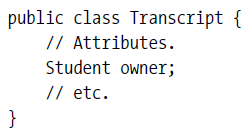 public class Transcript {
    // Attributes.
    Student owner;
    // etc.
}